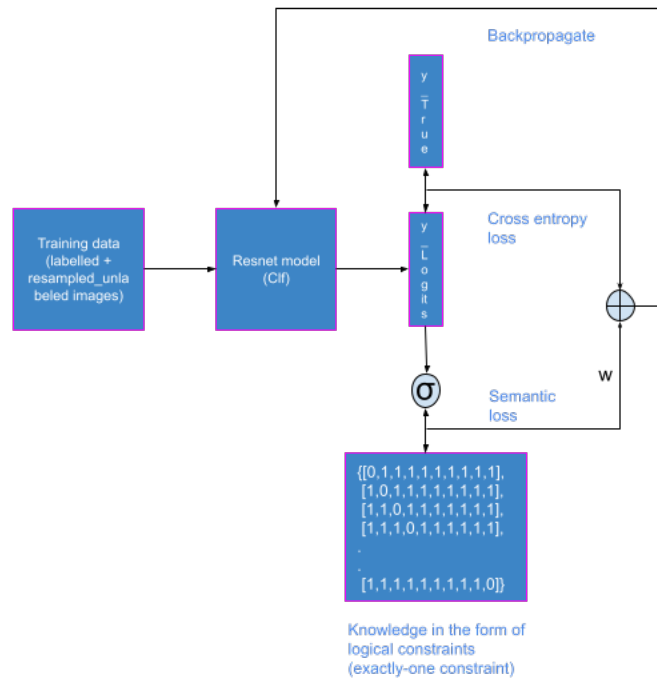 Backpropagate
y
_
T
r
u
e
Cross entropy
loss
Training data
(labelled +
resampled_unla
beled images)
Resnet model
(Clf)
y
_
L
o
g
i
t
s
w
σ
Semantic
loss
{[0,1,1,1,1,1,1,1,1,1],
[1,0,1,1,1,1,1,1,1,1],
[1,1,0,1,1,1,1,1,1,1],
[1,1,1,0,1,1,1,1,1,1],
.
.
[1,1,1,1,1,1,1,1,1,0]}
Knowledge in the form of
logical constraints
(exactly-one constraint)